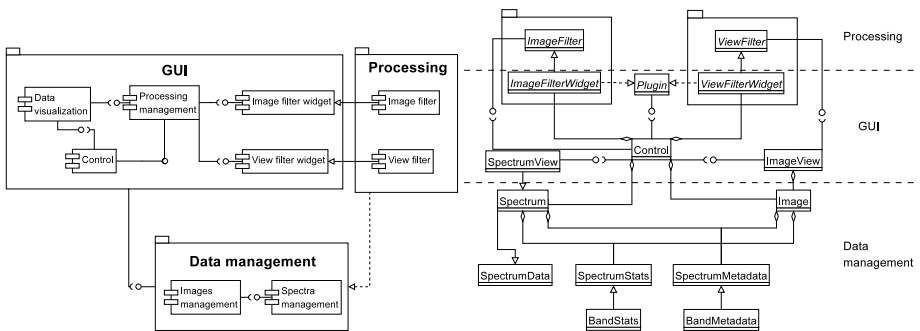 GUI
Processing
Data
visualization
Processing
management
Image filter widget
Image filter
Control
View filter widget
View filter
Data management
Images
management
Spectra
management
ImageFilter
ViewFilter
Processing
ImageFilterWidget
Plugin
ViewFilterWidget
GUI
Control
SpectrumView
ImageView
Spectrum
Image
Data
management
SpectrumData
SpectrumStats
SpectrumMetadata
BandStats
BandMetadata